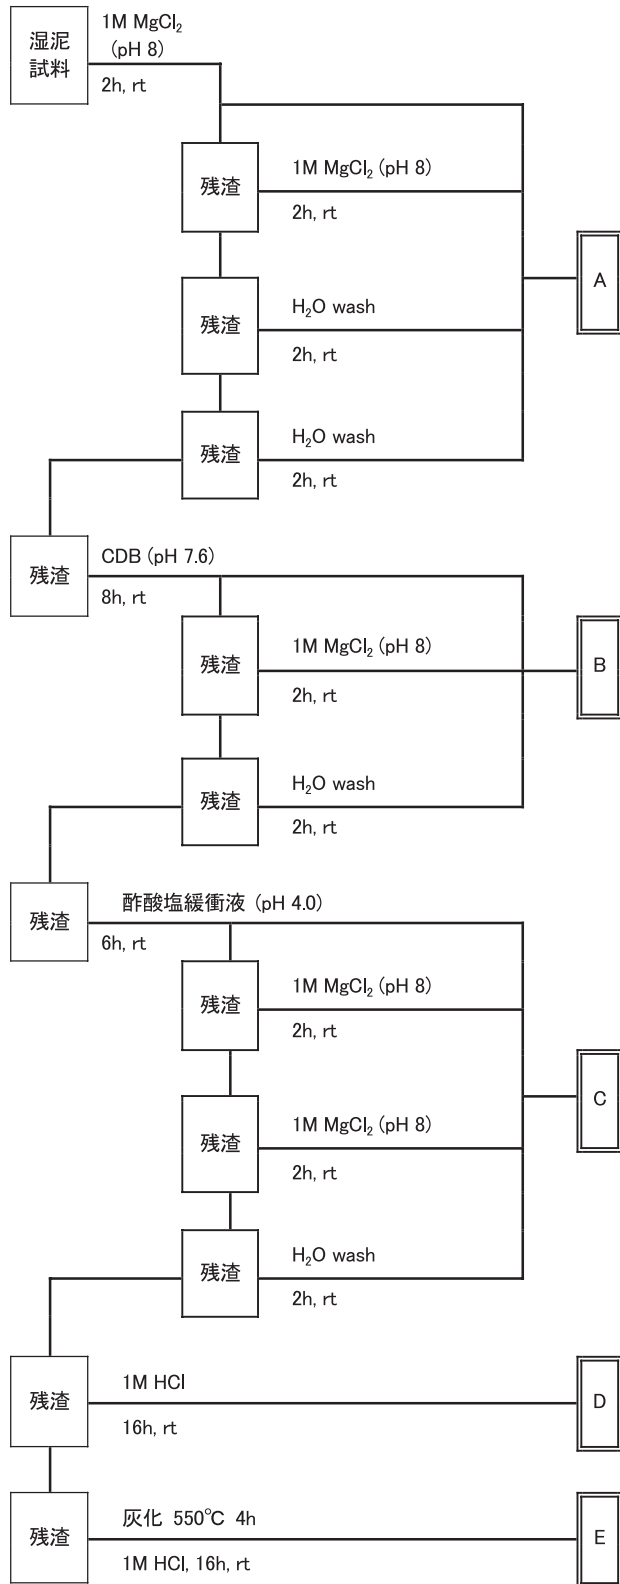 湿泥
試料
1M MgCl₂
(pH 8)
2h, rt
残渣
1M MgCl₂ (pH 8)
2h, rt
A
残渣
H₂O wash
2h, rt
残渣
H₂O wash
2h, rt
残渣
CDB (pH 7.6)
8h, rt
残渣
1M MgCl₂ (pH 8)
2h, rt
B
残渣
H₂O wash
2h, rt
残渣
酢酸塩緩衝液 (pH 4.0)
6h, rt
残渣
1M MgCl₂ (pH 8)
2h, rt
C
残渣
1M MgCl₂ (pH 8)
2h, rt
残渣
H₂O wash
2h, rt
残渣
1M HCl
16h, rt
D
残渣
灰化 550℃ 4h
1M HCl, 16h, rt
E